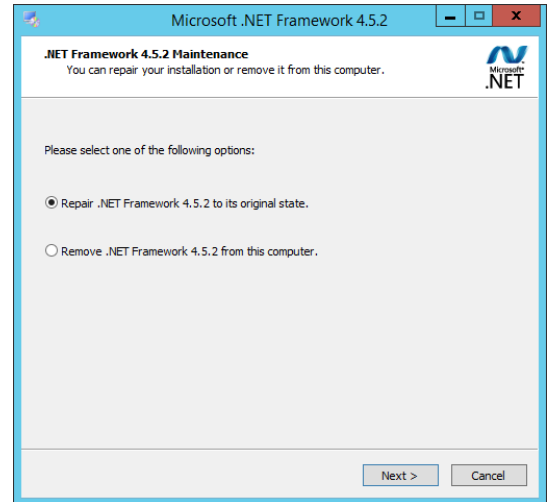 Microsoft .NET Framework 4.5.2
.NET Framework 4.5.2 Maintenance
You can repair your installation or remove it from this computer.
Microsoft
.NET
Please select one of the following options:
Repair .NET Framework 4.5.2 to its original state.
Remove .NET Framework 4.5.2 from this computer.
Next >
Cancel